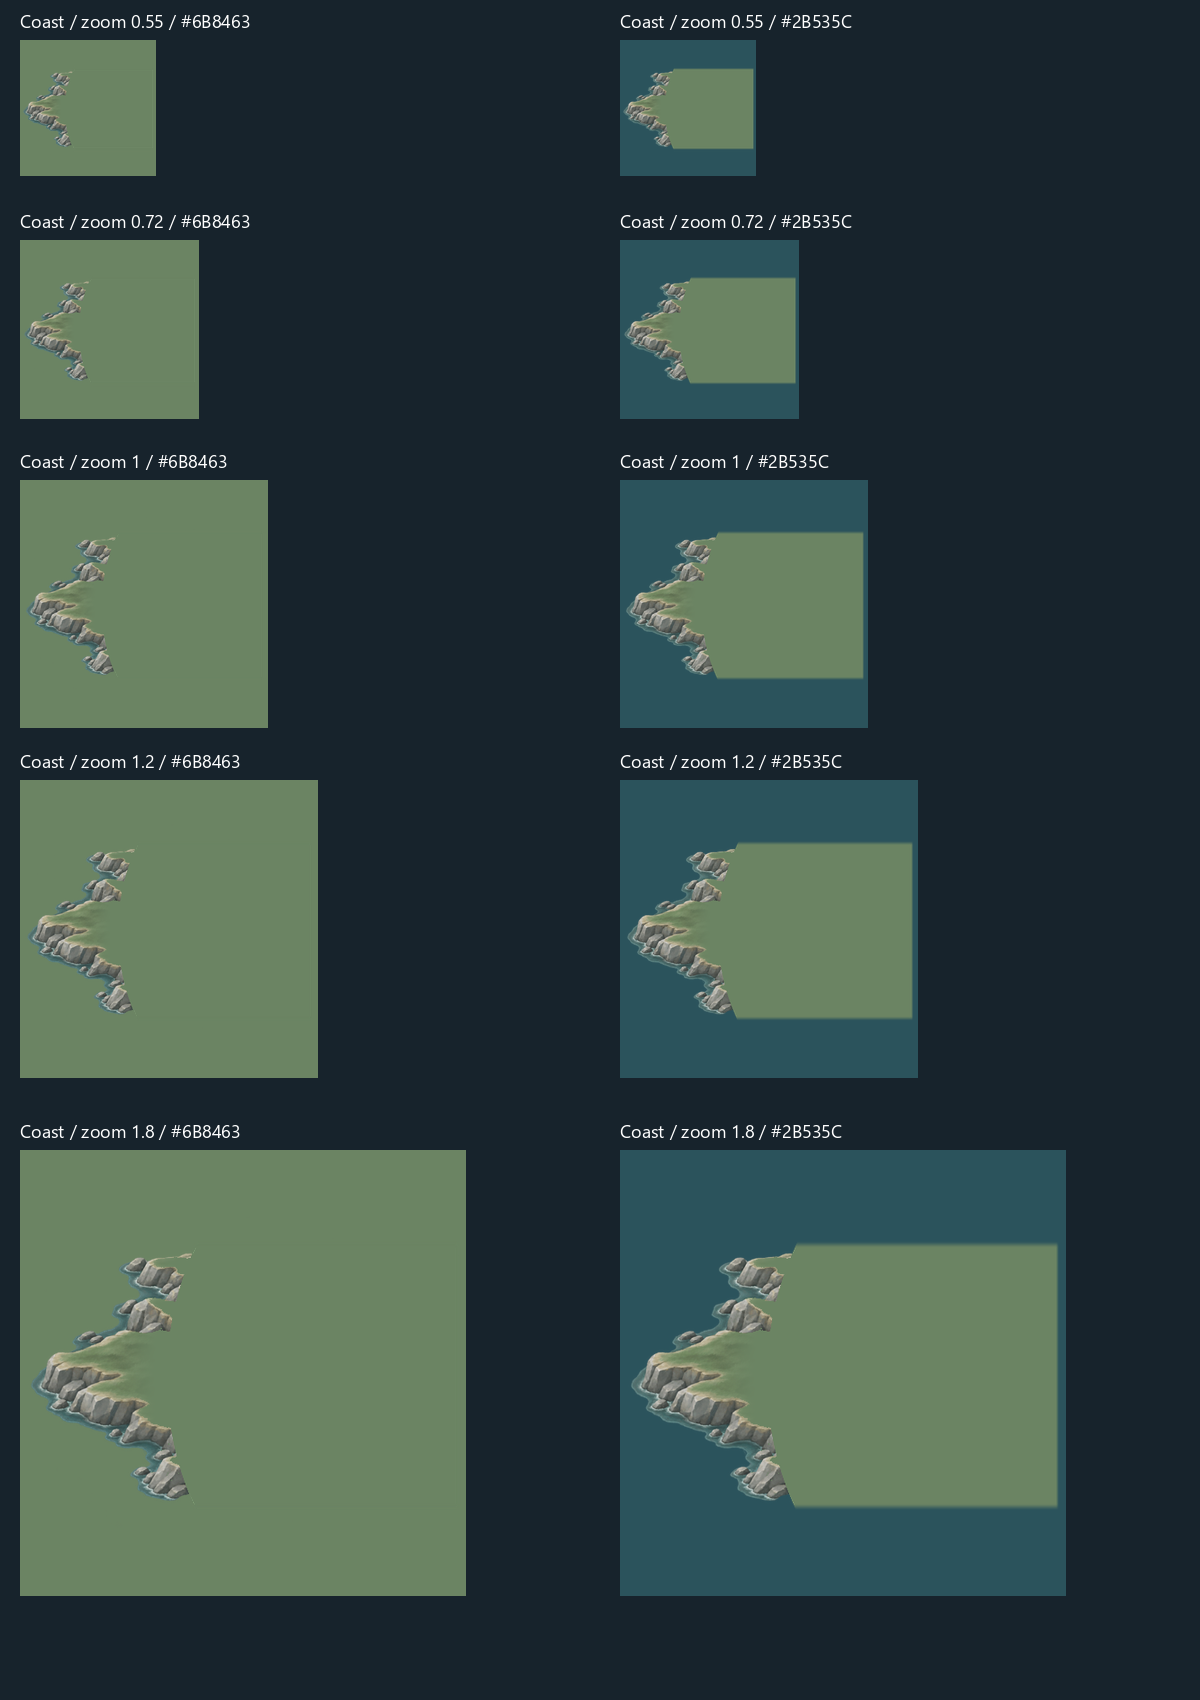 Coast / zoom 0.55 / #6B8463
Coast / zoom 0.55 / #2B535C
Coast / zoom 0.72 / #6B8463
Coast / zoom 0.72 / #2B535C
Coast / zoom 1 / #6B8463
Coast / zoom 1 / #2B535C
Coast / zoom 1.2 / #6B8463
Coast / zoom 1.2 / #2B535C
Coast / zoom 1.8 / #6B8463
Coast / zoom 1.8 / #2B535C